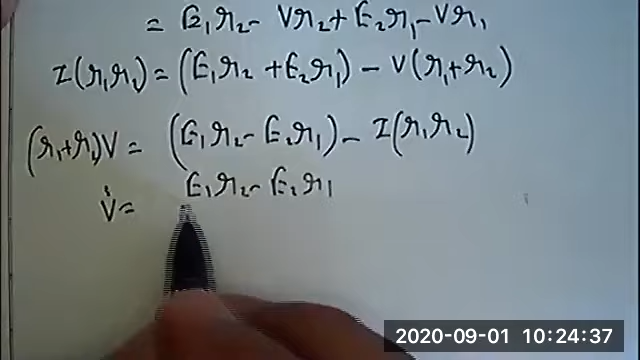 = E₁r₂ - Vr₂ + E₂r₁ - Vr₁
I(r₁r₂) = (E₁r₂ + E₂r₁) - V(r₁+r₂)
(r₁+r₂)V = (E₁r₂ - E₂r₁) - I(r₁r₂)
V = E₁r₂ - E₂r₁
2020-09-01 10:24:37